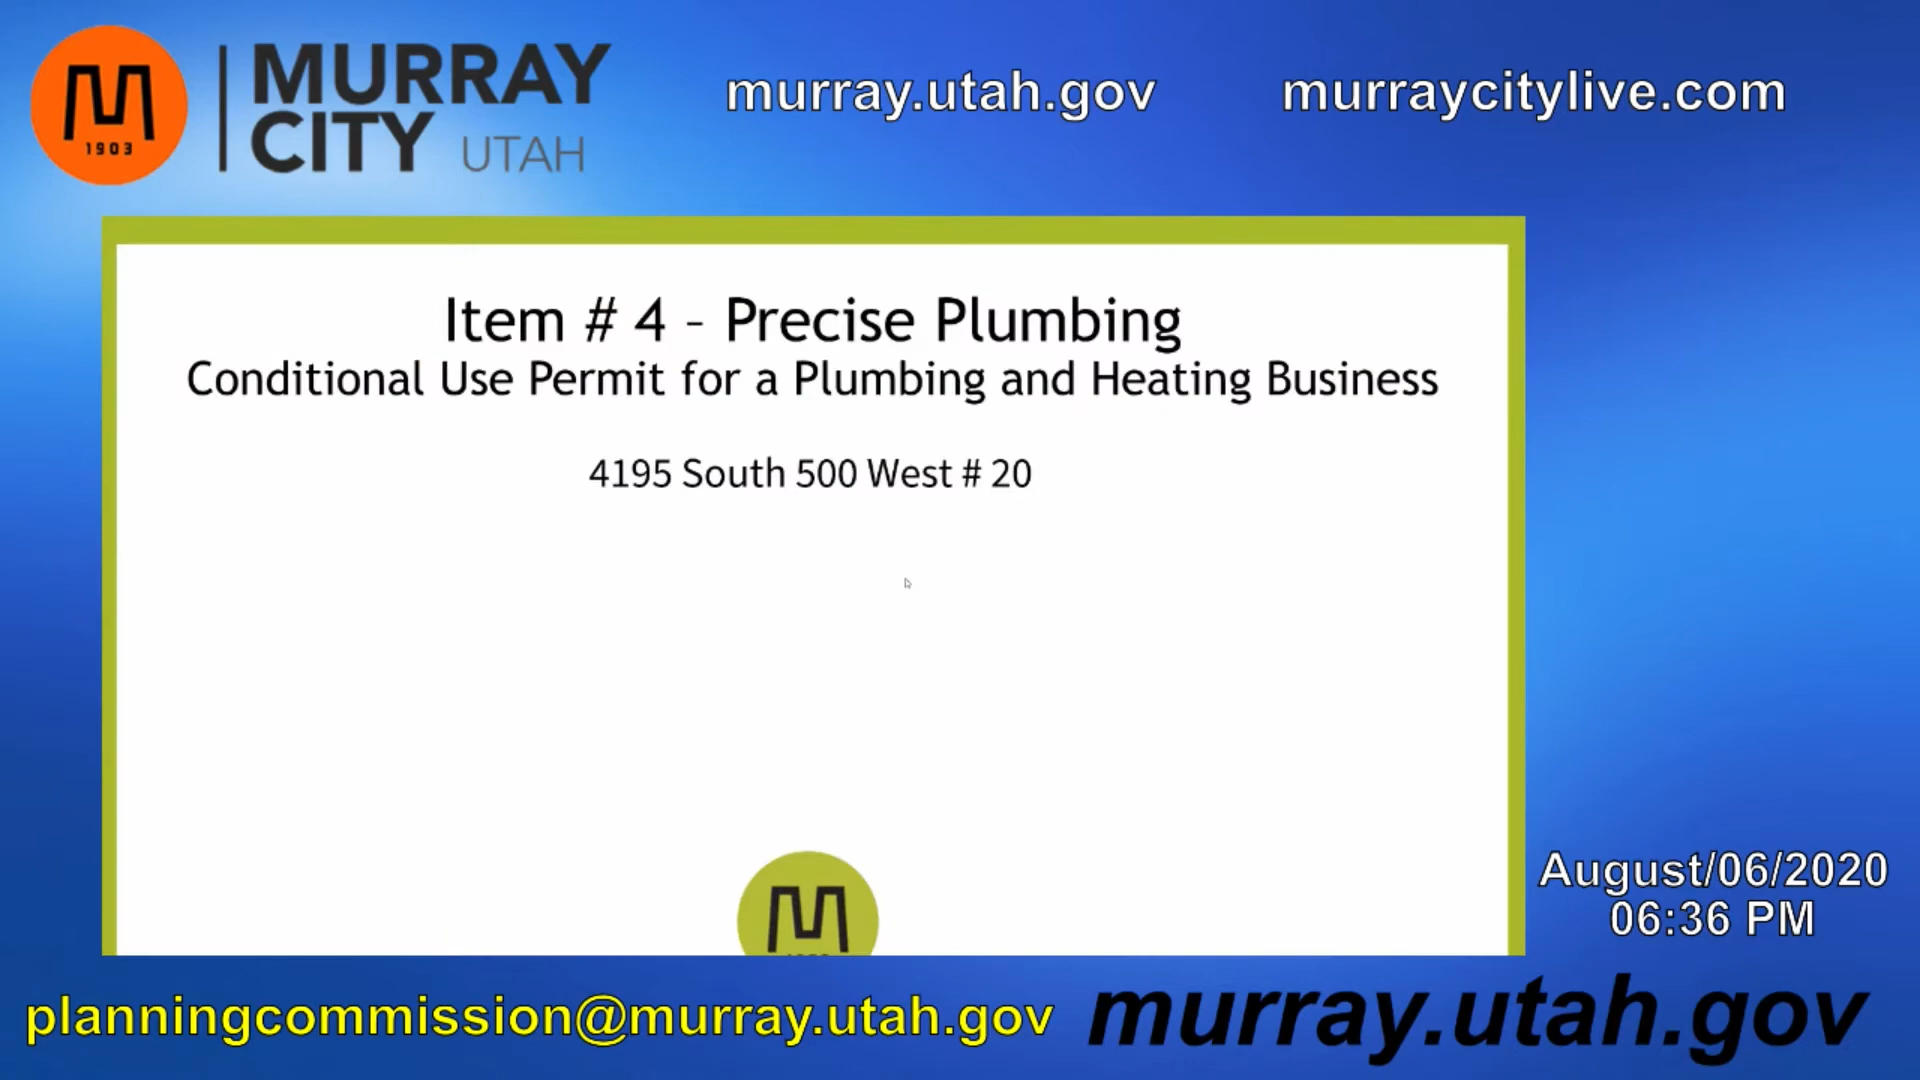 1903
MURRAY
CITY UTAH
murray.utah.gov
murraycitylive.com
Item # 4 – Precise Plumbing
Conditional Use Permit for a Plumbing and Heating Business
4195 South 500 West # 20
August/06/2020
06:36 PM
planningcommission@murray.utah.gov
murray.utah.gov